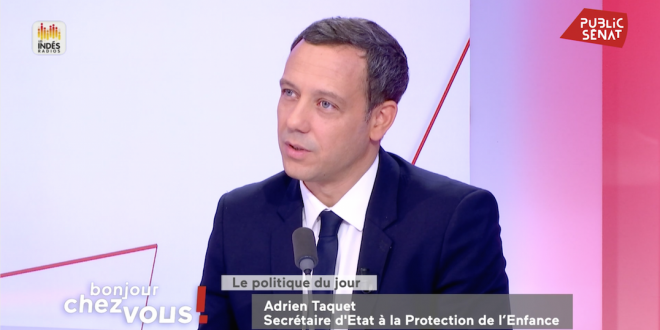 LES
INDÉS
RADIOS
PUBLIC
SÉNAT
Le politique du jour
bonjour
chez vous!
Adrien Taquet
Secrétaire d'Etat à la Protection de l'Enfance